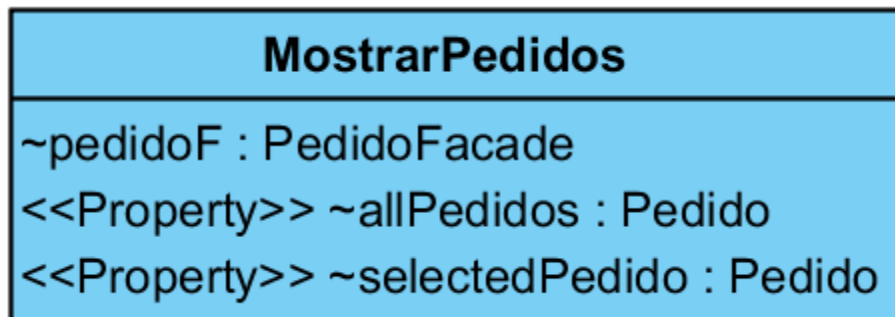 MostrarPedidos
~pedidoF : PedidoFacade
<<Property>> ~allPedidos : Pedido
<<Property>> ~selectedPedido : Pedido